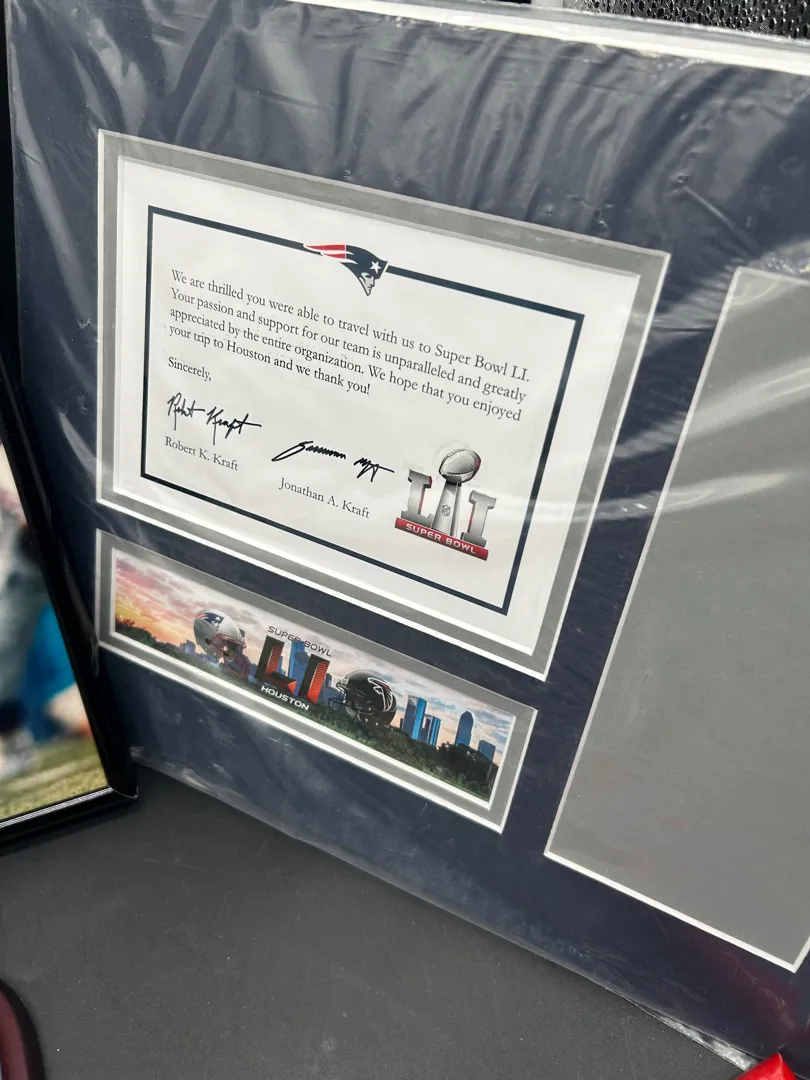 We are thrilled you were able to travel with us to Super Bowl LI.
Your passion and support for our team is unparalleled and greatly
appreciated by the entire organization. We hope that you enjoyed
your trip to Houston and we thank you!
Sincerely,
Robert Kraft
Robert K. Kraft
Jonathan A. Kraft
LI
SUPER BOWL
SUPER BOWL
LI
HOUSTON